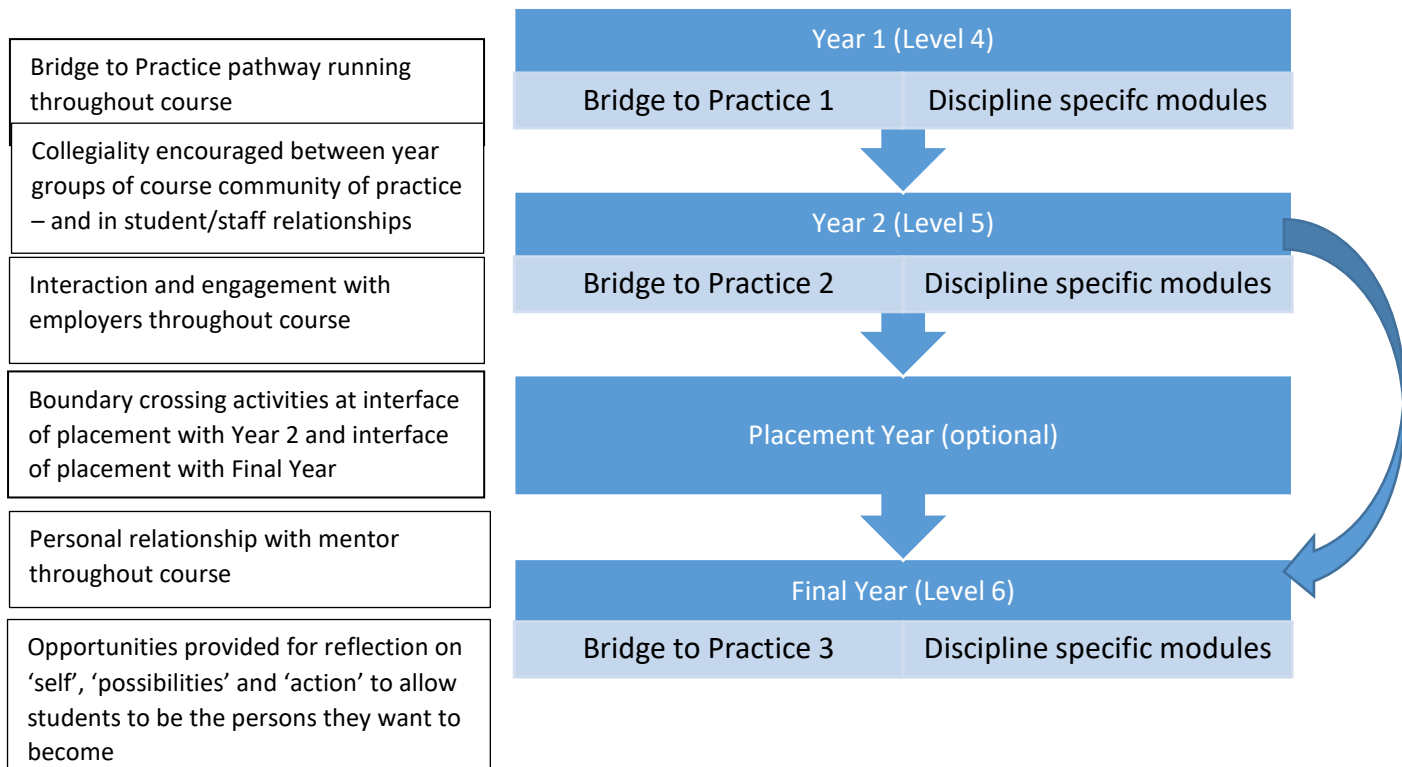 Bridge to Practice pathway running
throughout course
Collegiality encouraged between year
groups of course community of practice
– and in student/staff relationships
Interaction and engagement with
employers throughout course
Boundary crossing activities at interface
of placement with Year 2 and interface
of placement with Final Year
Personal relationship with mentor
throughout course
Opportunities provided for reflection on
‘self’, ‘possibilities’ and ‘action’ to allow
students to be the persons they want to
become
Year 1 (Level 4)
Bridge to Practice 1
Discipline specifc modules
Year 2 (Level 5)
Bridge to Practice 2
Discipline specific modules
Placement Year (optional)
Final Year (Level 6)
Bridge to Practice 3
Discipline specific modules